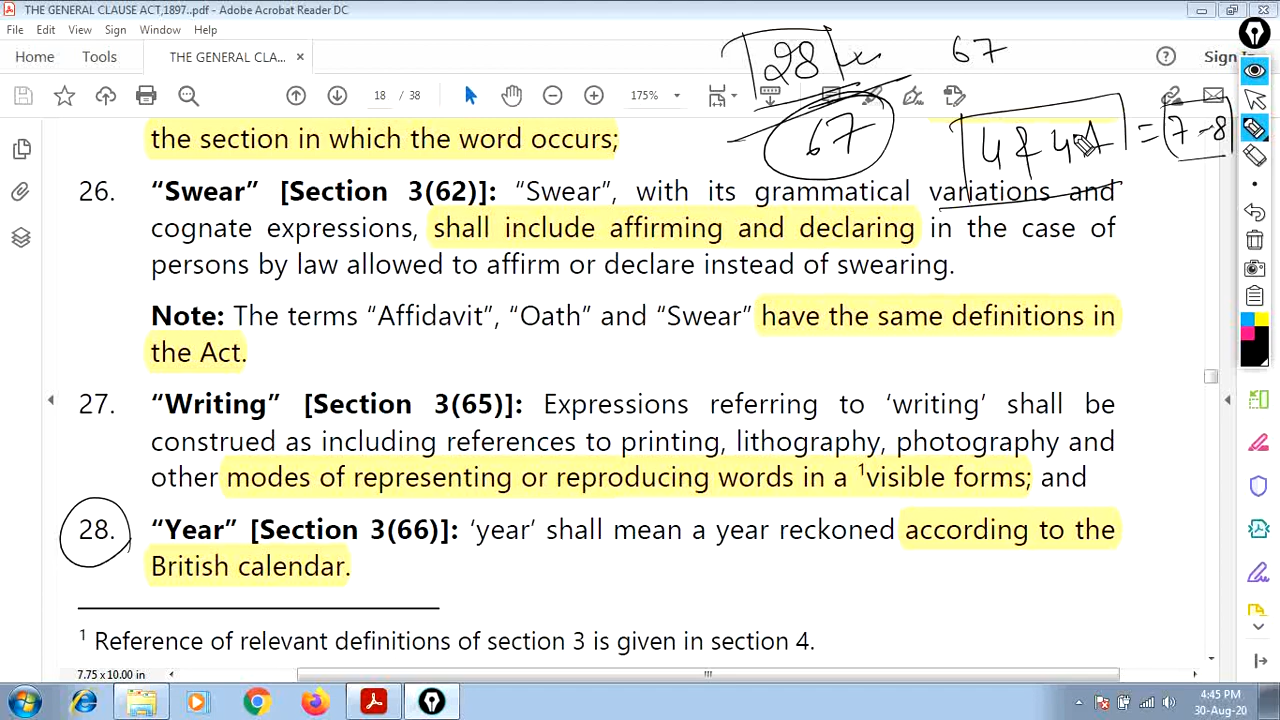 THE GENERAL CLAUSE ACT,1897..pdf - Adobe Acrobat Reader DC
File Edit View Sign Window Help
Home Tools THE GENERAL CLA... × Sign
18 / 38 175%
28
67
67
4 & 4A = 7-8
the section in which the word occurs;
26. “Swear” [Section 3(62)]: “Swear”, with its grammatical variations and
cognate expressions, shall include affirming and declaring in the case of
persons by law allowed to affirm or declare instead of swearing.
Note: The terms “Affidavit”, “Oath” and “Swear” have the same definitions in
the Act.
27. “Writing” [Section 3(65)]: Expressions referring to ‘writing’ shall be
construed as including references to printing, lithography, photography and
other modes of representing or reproducing words in a ¹visible forms; and
28. “Year” [Section 3(66)]: ‘year’ shall mean a year reckoned according to the
British calendar.
¹ Reference of relevant definitions of section 3 is given in section 4.
7.75 x 10.00 in
4:45 PM
30-Aug-20